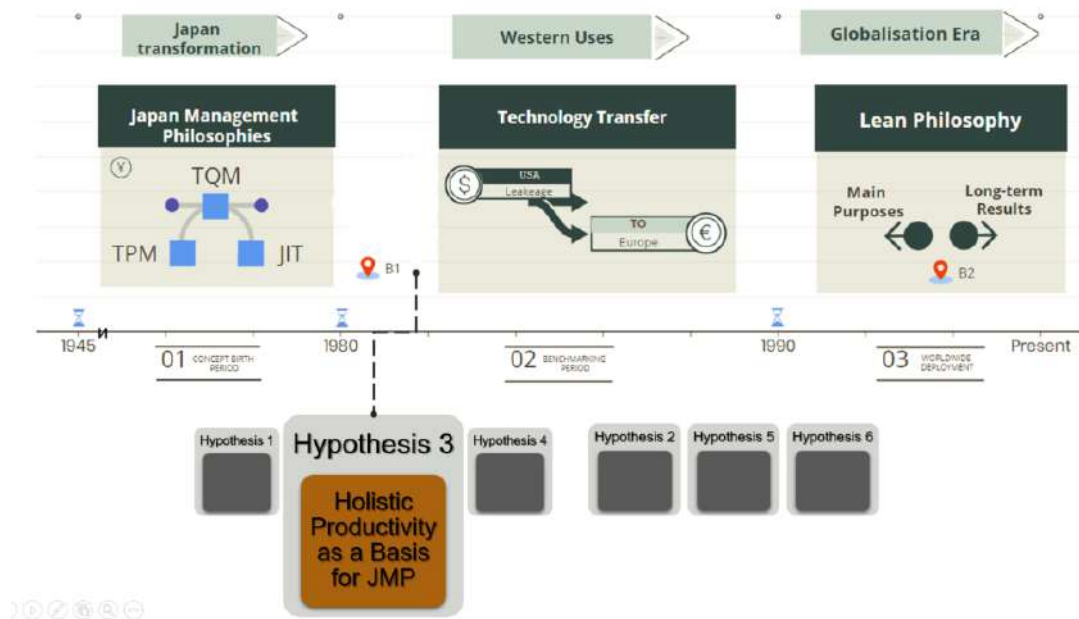 Japan
transformation
Western Uses
Globalisation Era
Japan Management
Philosophies
Technology Transfer
Lean Philosophy
¥
TQM
TPM
JIT
$
USA
Leakeage
TO
Europe
€
Main
Purposes
Long-term
Results
B1
B2
1945
1980
1990
Present
01
CONCEPT BIRTH
PERIOD
02
BENCHMARKING
PERIOD
03
WORLDWIDE
DEPLOYMENT
Hypothesis 1
Hypothesis 3
Holistic
Productivity
as a Basis
for JMP
Hypothesis 4
Hypothesis 2
Hypothesis 5
Hypothesis 6